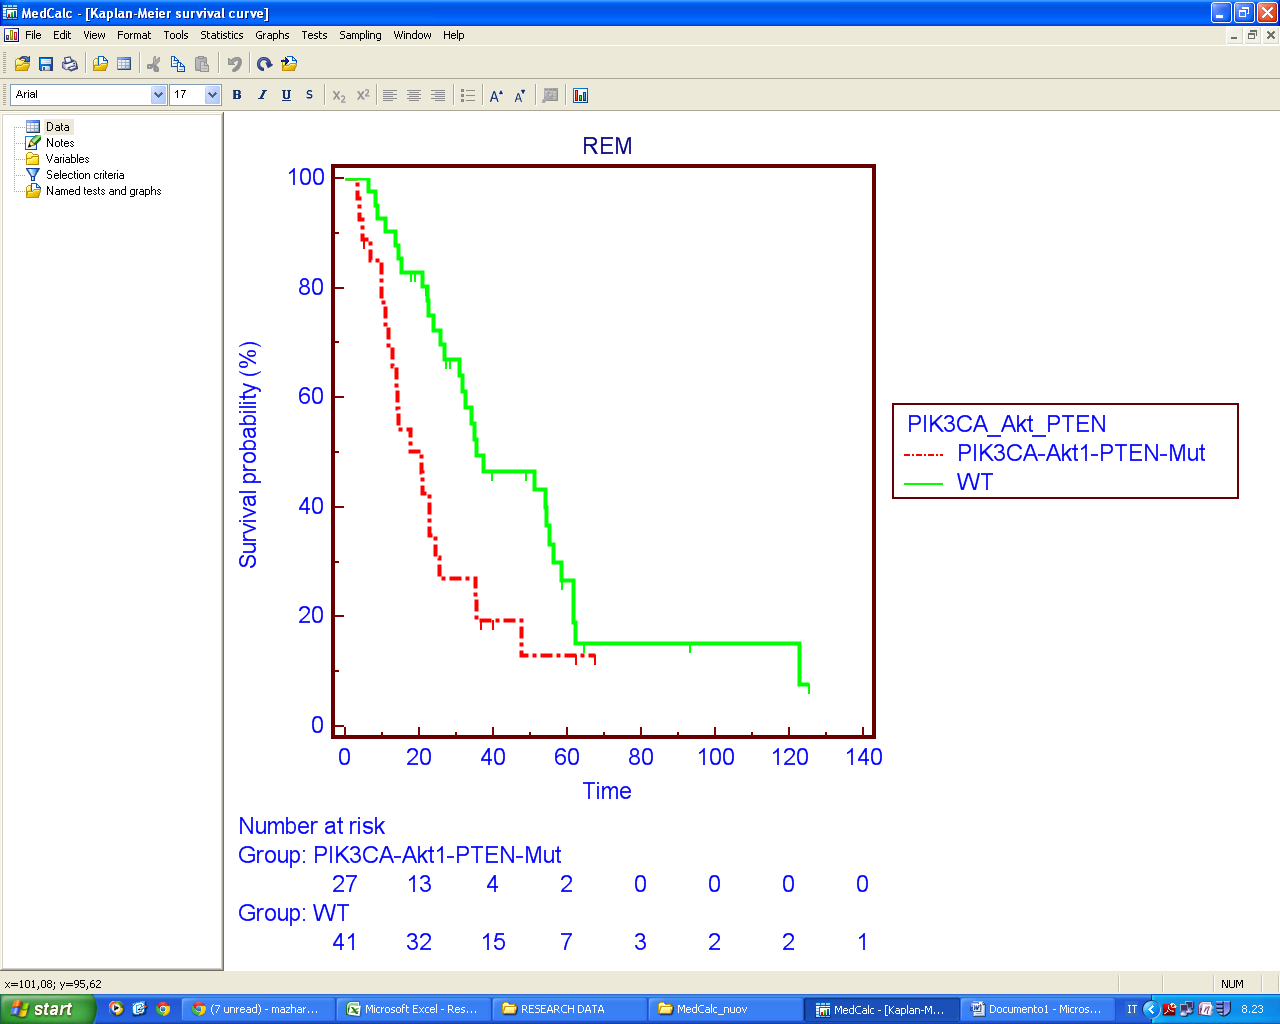 MedCalc - [Kaplan-Meier survival curve]
File Edit View Format Tools Statistics Graphs Tests Sampling Window Help
Arial 17 B I U S X₂ X² A A
Data
Notes
Variables
Selection criteria
Named tests and graphs
REM
100
80
60
40
20
0
Survival probability (%)
0 20 40 60 80 100 120 140
Time
PIK3CA_Akt_PTEN
PIK3CA-Akt1-PTEN-Mut
WT
Number at risk
Group: PIK3CA-Akt1-PTEN-Mut
27 13 4 2 0 0 0 0
Group: WT
41 32 15 7 3 2 2 1
x=101,08; y=95,62
NUM
start (7 unread) - mazhar... Microsoft Excel - Res... RESEARCH DATA MedCalc_nuov MedCalc - [Kaplan-M... Documento1 - Micros... IT 8.23